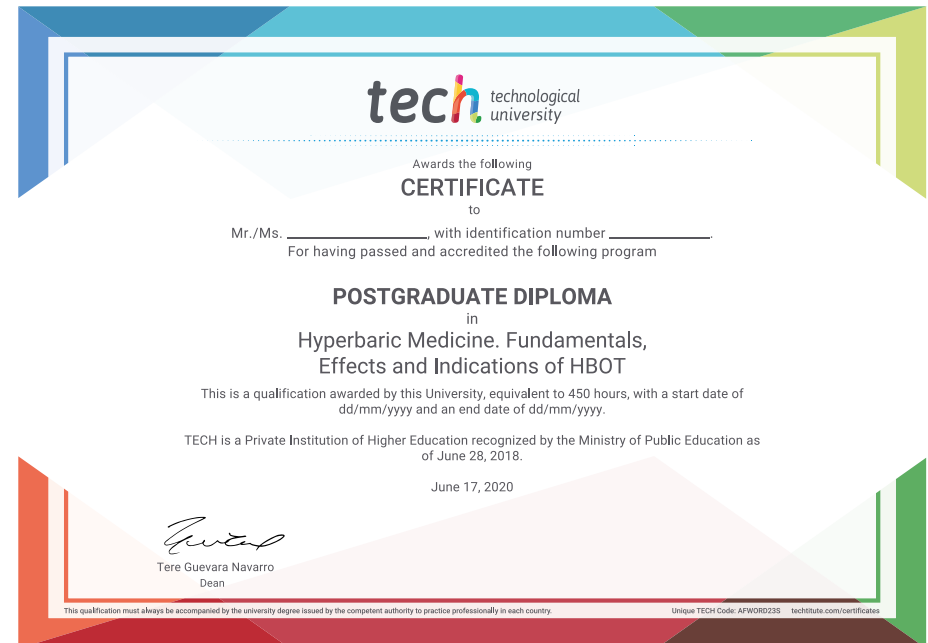 tech technological
university
Awards the following
CERTIFICATE
to
Mr./Ms. ____________________, with identification number ______________.
For having passed and accredited the following program
POSTGRADUATE DIPLOMA
in
Hyperbaric Medicine. Fundamentals,
Effects and Indications of HBOT
This is a qualification awarded by this University, equivalent to 450 hours, with a start date of
dd/mm/yyyy and an end date of dd/mm/yyyy.
TECH is a Private Institution of Higher Education recognized by the Ministry of Public Education as
of June 28, 2018.
June 17, 2020
Tere Guevara Navarro
Dean
This qualification must always be accompanied by the university degree issued by the competent authority to practice professionally in each country.
Unique TECH Code: AFWORD23S techtitute.com/certificates